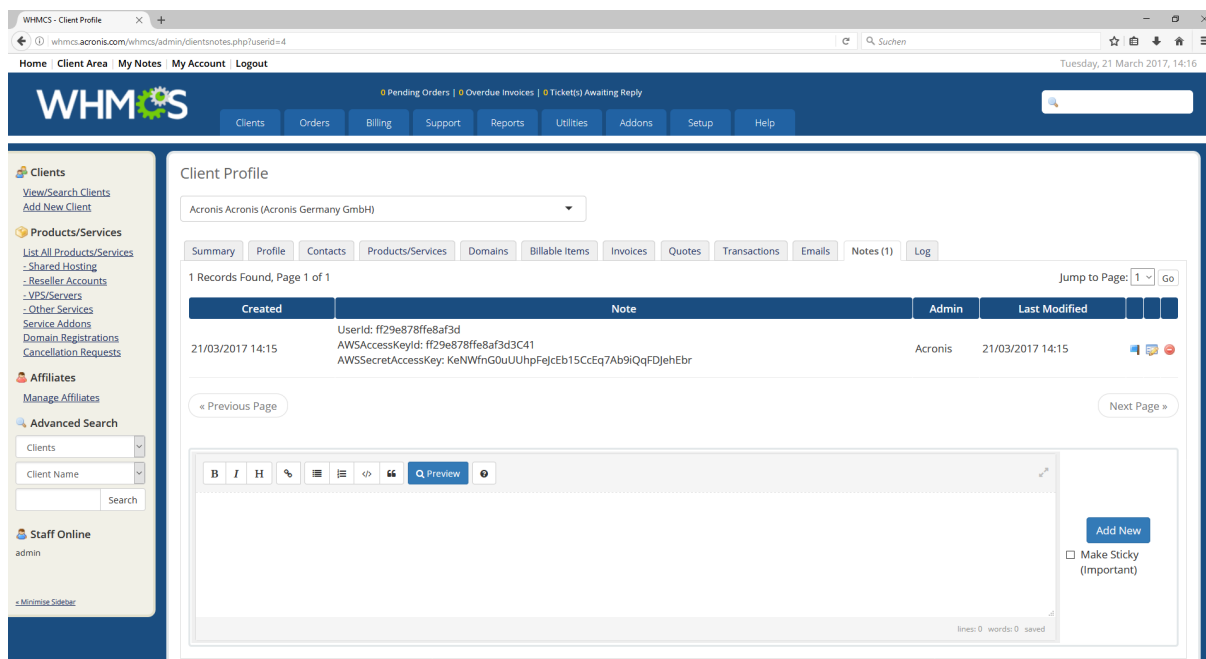 WHMCS - Client Profile
whmcs.acronis.com/whmcs/admin/clientsnotes.php?userid=4
Suchen
Home | Client Area | My Notes | My Account | Logout
Tuesday, 21 March 2017, 14:16
WHMCS
0 Pending Orders | 0 Overdue Invoices | 0 Ticket(s) Awaiting Reply
Clients Orders Billing Support Reports Utilities Addons Setup Help
Clients
View/Search Clients
Add New Client
Products/Services
List All Products/Services
- Shared Hosting
- Reseller Accounts
- VPS/Servers
- Other Services
Service Addons
Domain Registrations
Cancellation Requests
Affiliates
Manage Affiliates
Advanced Search
Clients
Client Name
Search
Staff Online
admin
« Minimise Sidebar
Client Profile
Acronis Acronis (Acronis Germany GmbH)
Summary Profile Contacts Products/Services Domains Billable Items Invoices Quotes Transactions Emails Notes (1) Log
1 Records Found, Page 1 of 1
Jump to Page: 1 Go
Created Note Admin Last Modified
UserId: ff29e878ffe8af3d
21/03/2017 14:15 AWSAccessKeyId: ff29e878ffe8af3d3C41 Acronis 21/03/2017 14:15
AWSSecretAccessKey: KeNWfnG0uUUhpFeJcEb15CcEq7Ab9iQqFDJehEbr
« Previous Page
Next Page »
B I H Preview
Add New
Make Sticky
(Important)
lines: 0 words: 0 saved